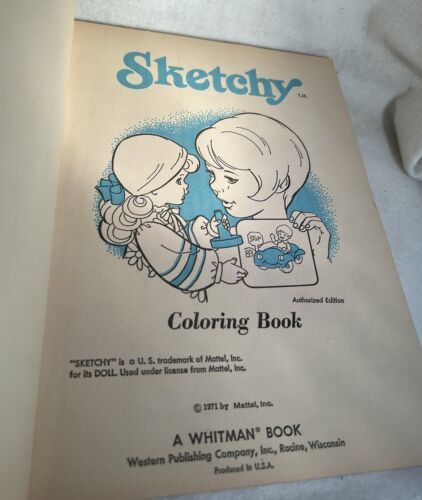 Sketchy
T.M.
BEEP
Authorized Edition
Coloring Book
"SKETCHY" is a U. S. trademark of Mattel, Inc.
for its DOLL. Used under license from Mattel, Inc.
© 1971 by Mattel, Inc.
A WHITMAN® BOOK
Western Publishing Company, Inc., Racine, Wisconsin
Produced in U.S.A.